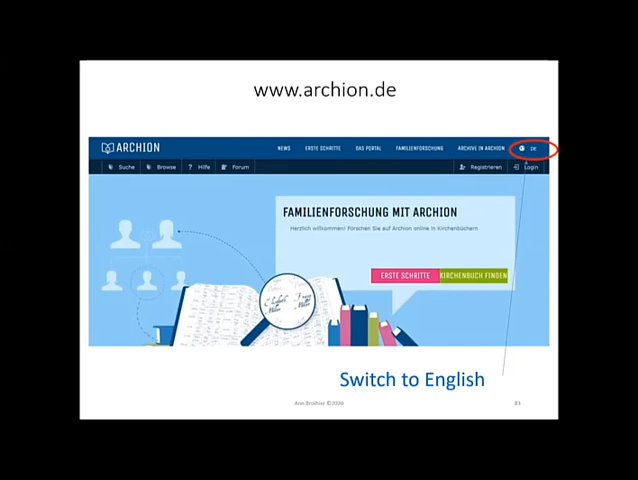 www.archion.de
ARCHION
NEWS ERSTE SCHRITTE DAS PORTAL FAMILIENFORSCHUNG ARCHIVE IN ARCHION DE
Suche Browse ? Hilfe Forum Registrieren Login
FAMILIENFORSCHUNG MIT ARCHION
Herzlich willkommen! Forschen Sie auf Archion online in Kirchenbüchern
ERSTE SCHRITTE KIRCHENBUCH FINDEN
Switch to English
©2020